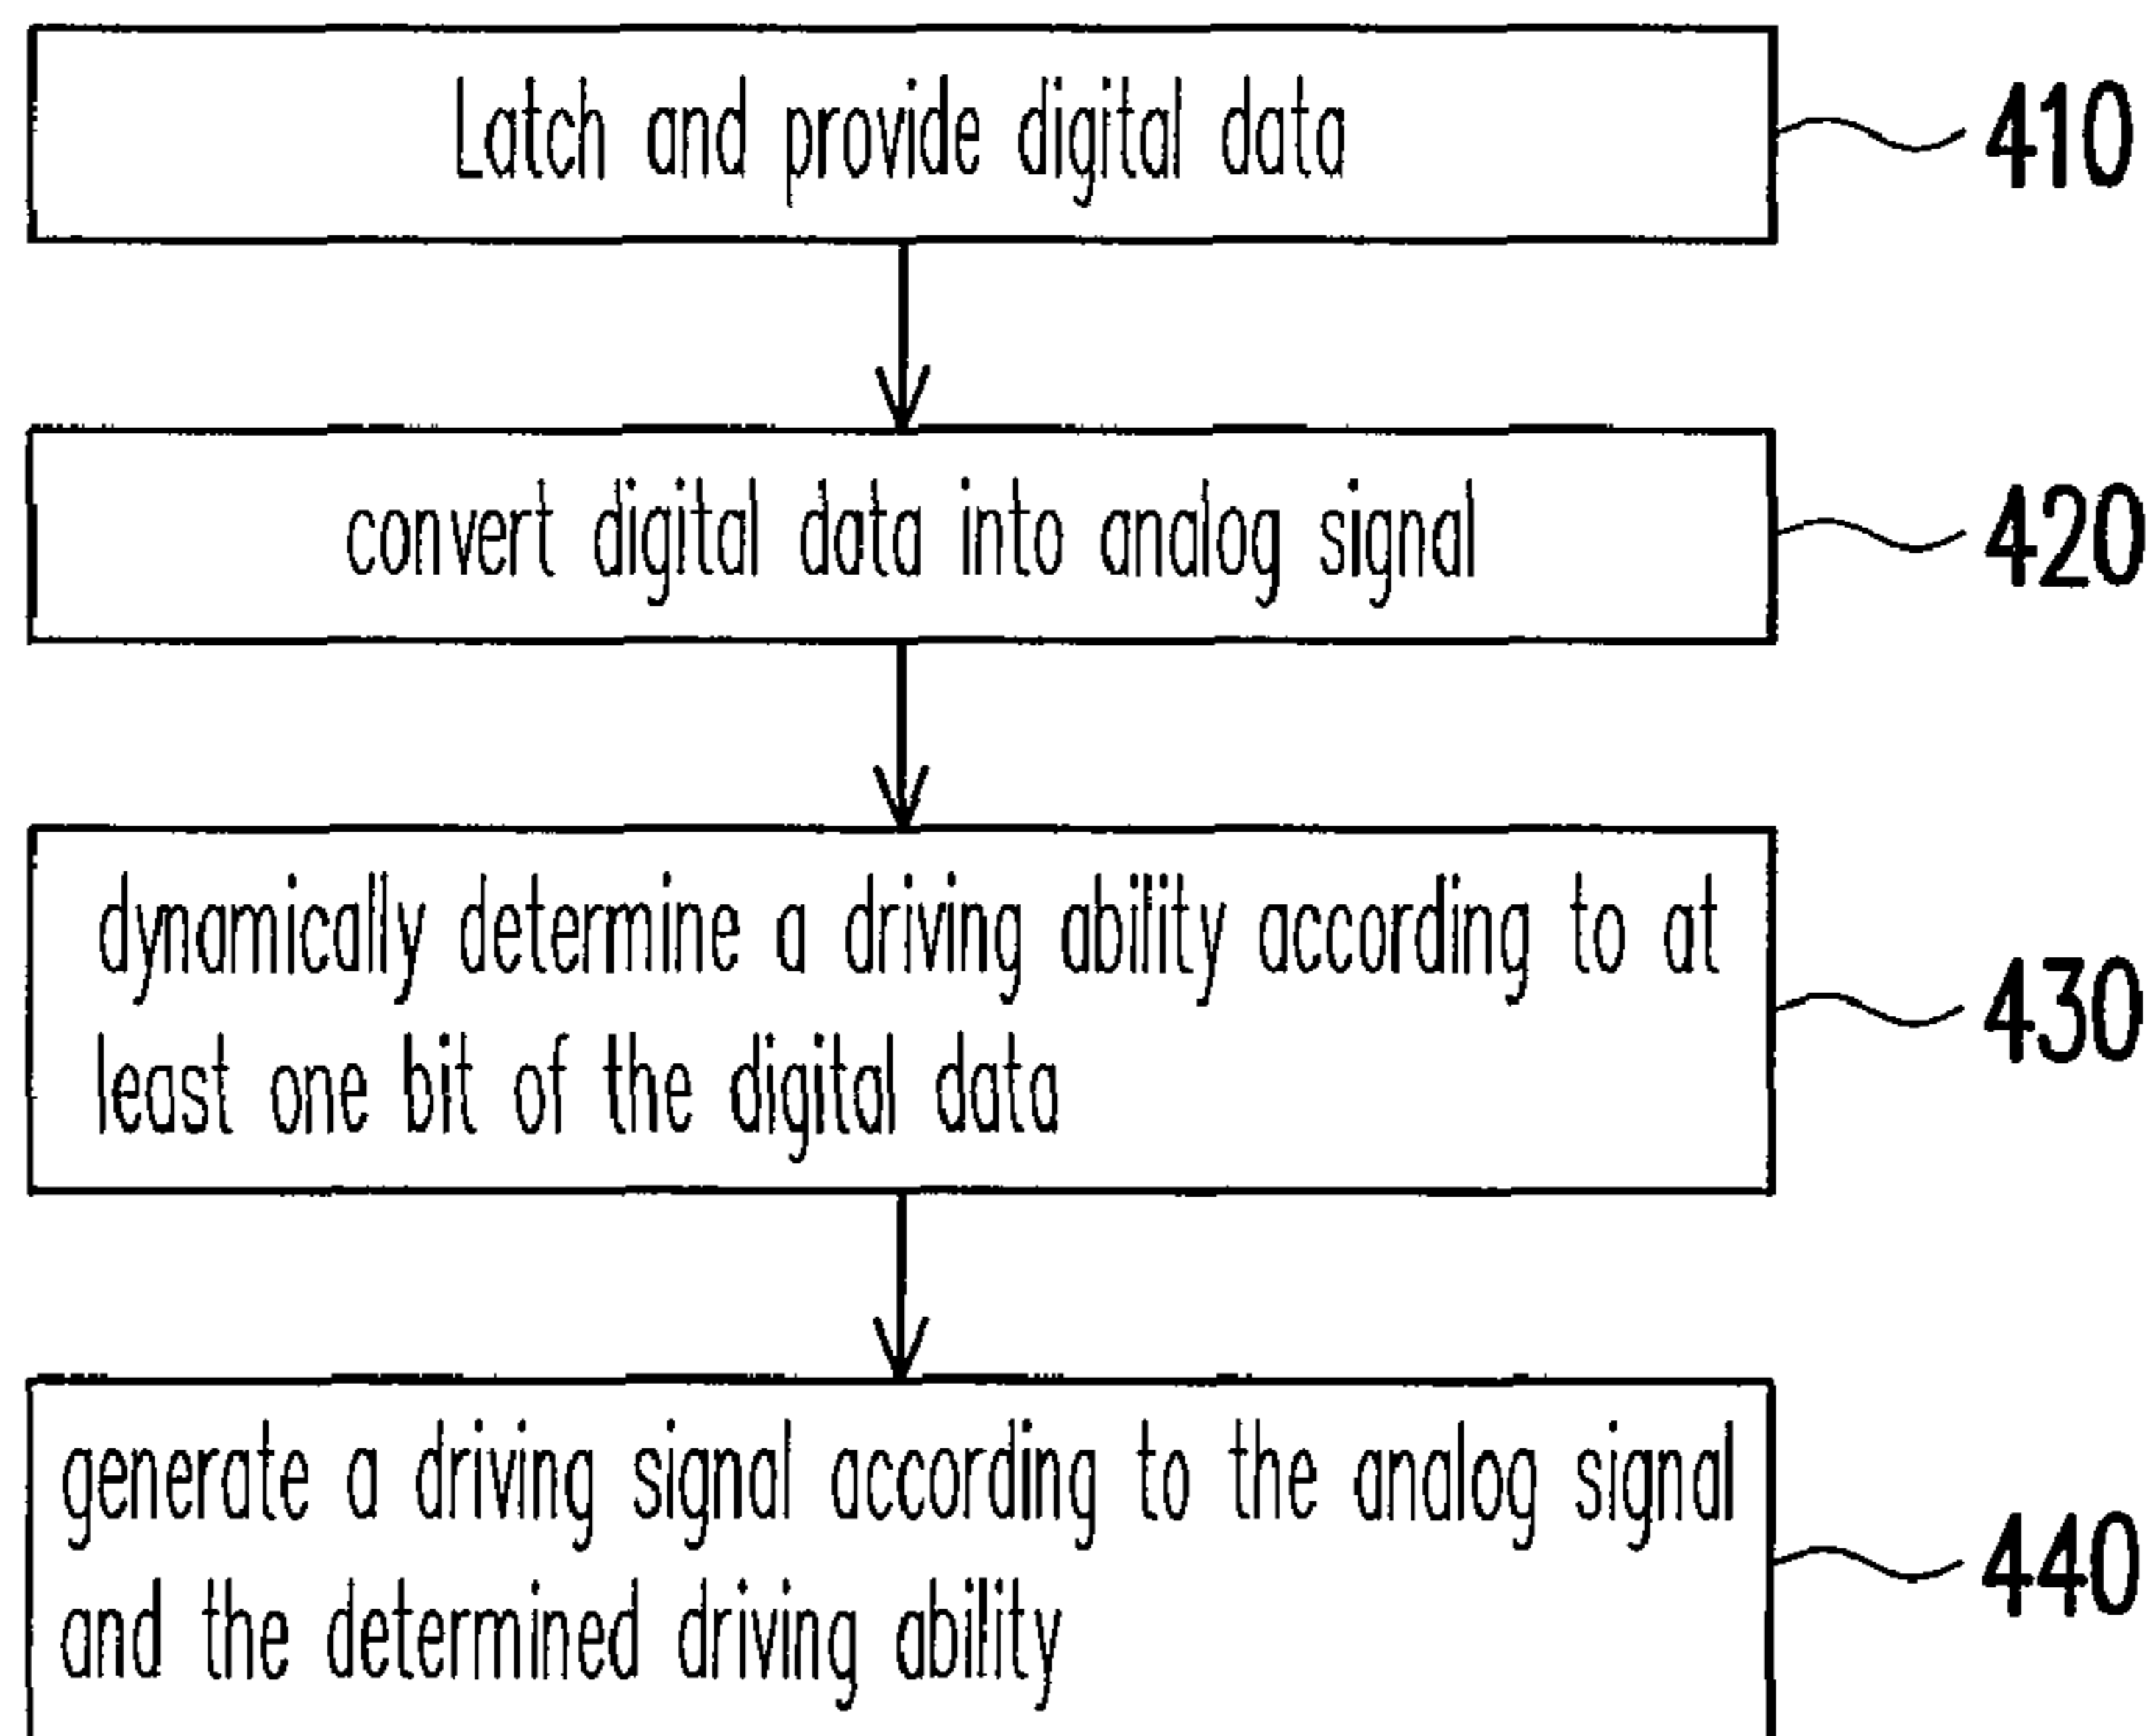 Latch and provide digital data
410
convert digital data into analog signal
420
dynamically determine a driving ability according to at
least one bit of the digital data
430
generate a driving signal according to the analog signal
and the determined driving ability
440